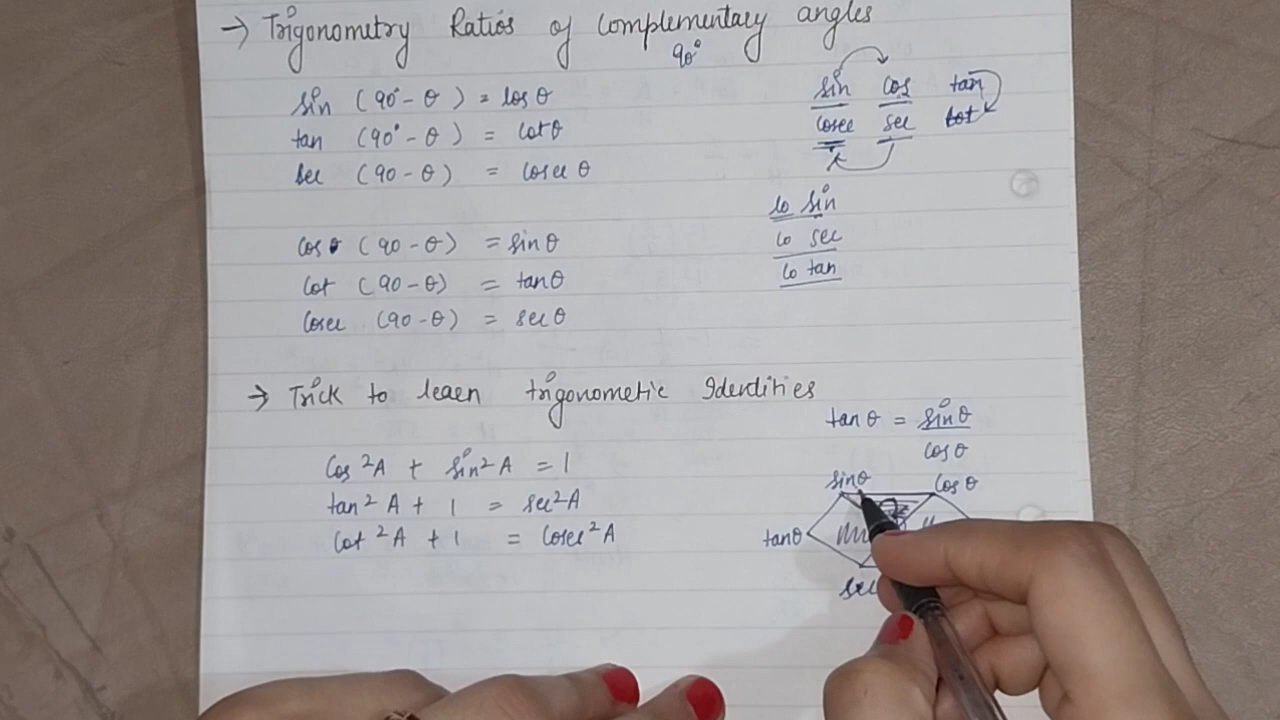 → Trigonometry Ratios of Complementary angles
90°
sin (90° - θ) = cos θ
tan (90° - θ) = cot θ
sec (90 - θ) = cosec θ
cos (90 - θ) = sin θ
cot (90 - θ) = tan θ
cosec (90 - θ) = sec θ
sin cos tan
cosec sec cot
co sin
co sec
co tan
→ Trick to learn trigonometric Identities
cos²A + sin²A = 1
tan²A + 1 = sec²A
cot²A + 1 = cosec²A
tan θ = sin θ
cos θ
sin θ cos θ
tan θ
sec